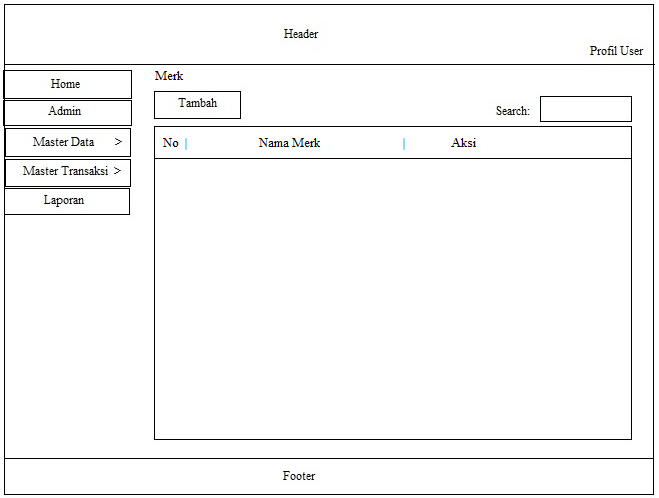 Header
Profil User
Home
Admin
Master Data >
Master Transaksi >
Laporan
Merk
Tambah
Search:
No | Nama Merk | Aksi
Footer